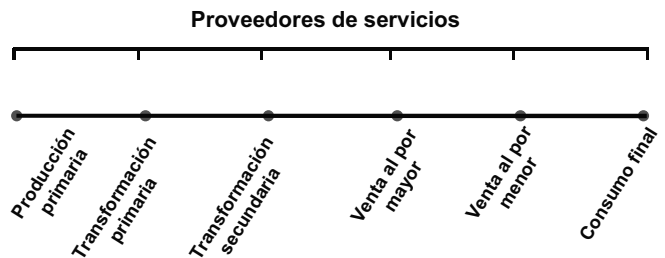 Proveedores de servicios
Producción
primaria
Transformación
primaria
Transformación
secundaria
Venta al por
mayor
Venta al por
menor
Consumo final